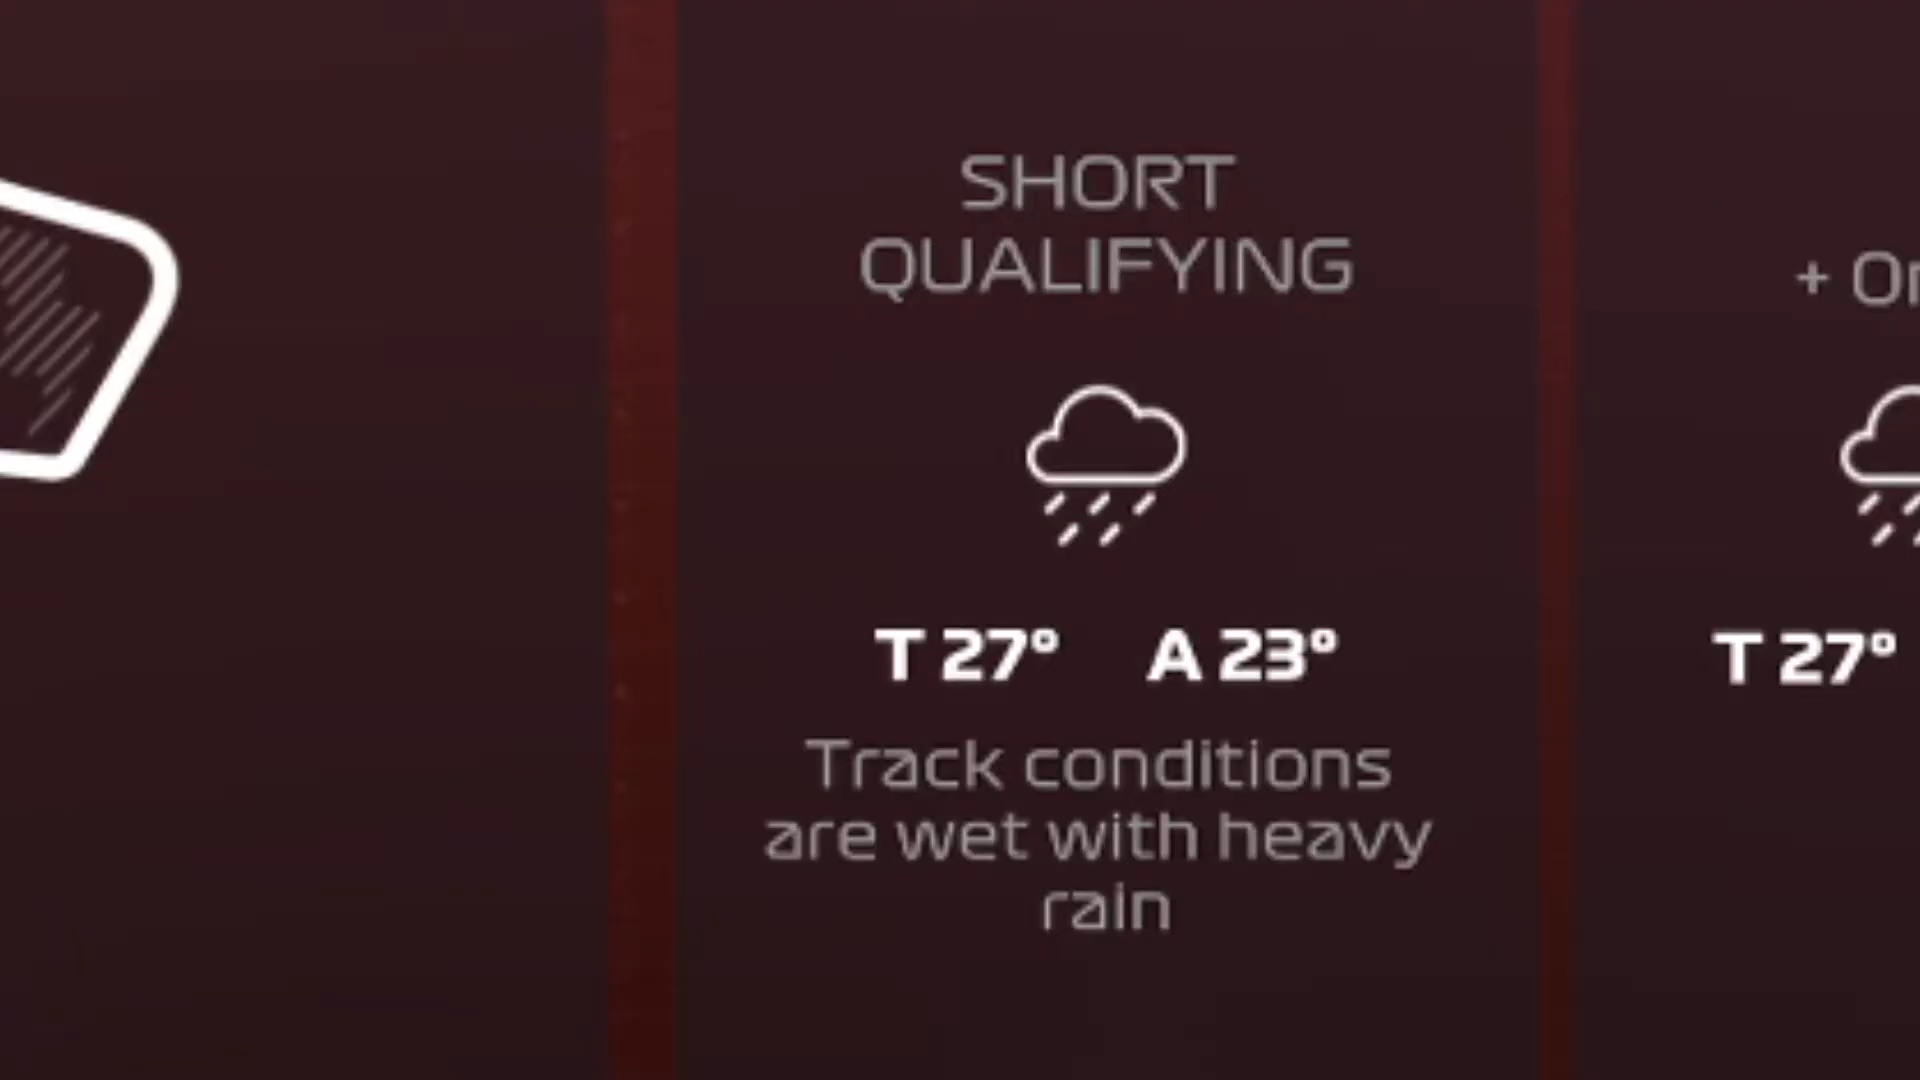 SHORT
QUALIFYING
T 27° A 23°
Track conditions
are wet with heavy
rain
+
T 27°